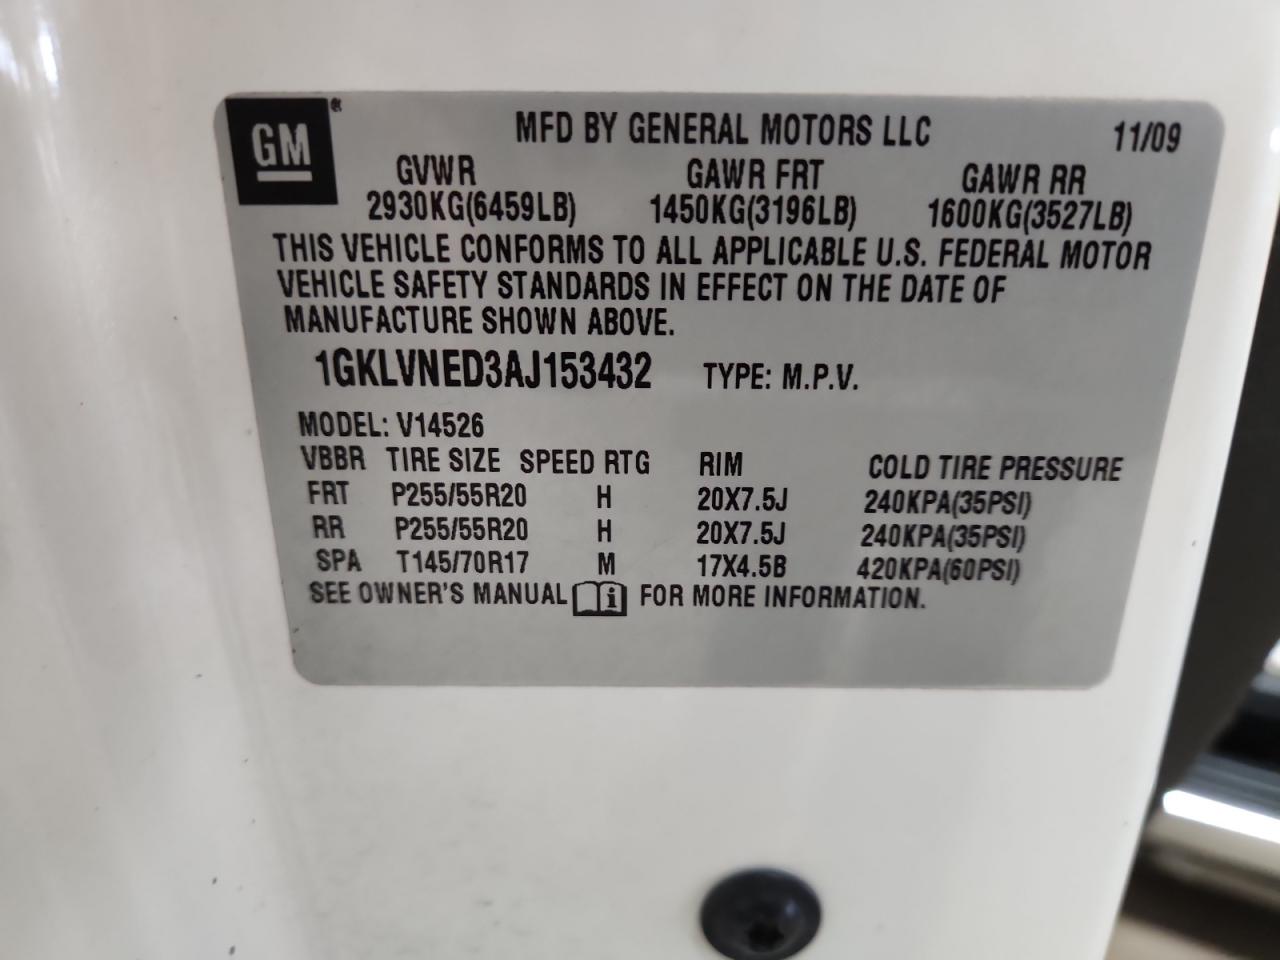 GM®
MFD BY GENERAL MOTORS LLC 11/09
GVWR GAWR FRT GAWR RR
2930KG(6459LB) 1450KG(3196LB) 1600KG(3527LB)
THIS VEHICLE CONFORMS TO ALL APPLICABLE U.S. FEDERAL MOTOR
VEHICLE SAFETY STANDARDS IN EFFECT ON THE DATE OF
MANUFACTURE SHOWN ABOVE.
1GKLVNED3AJ153432 TYPE: M.P.V.
MODEL: V14526
VBBR TIRE SIZE SPEED RTG RIM COLD TIRE PRESSURE
FRT P255/55R20 H 20X7.5J 240KPA(35PSI)
RR P255/55R20 H 20X7.5J 240KPA(35PSI)
SPA T145/70R17 M 17X4.5B 420KPA(60PSI)
SEE OWNER'S MANUAL i FOR MORE INFORMATION.